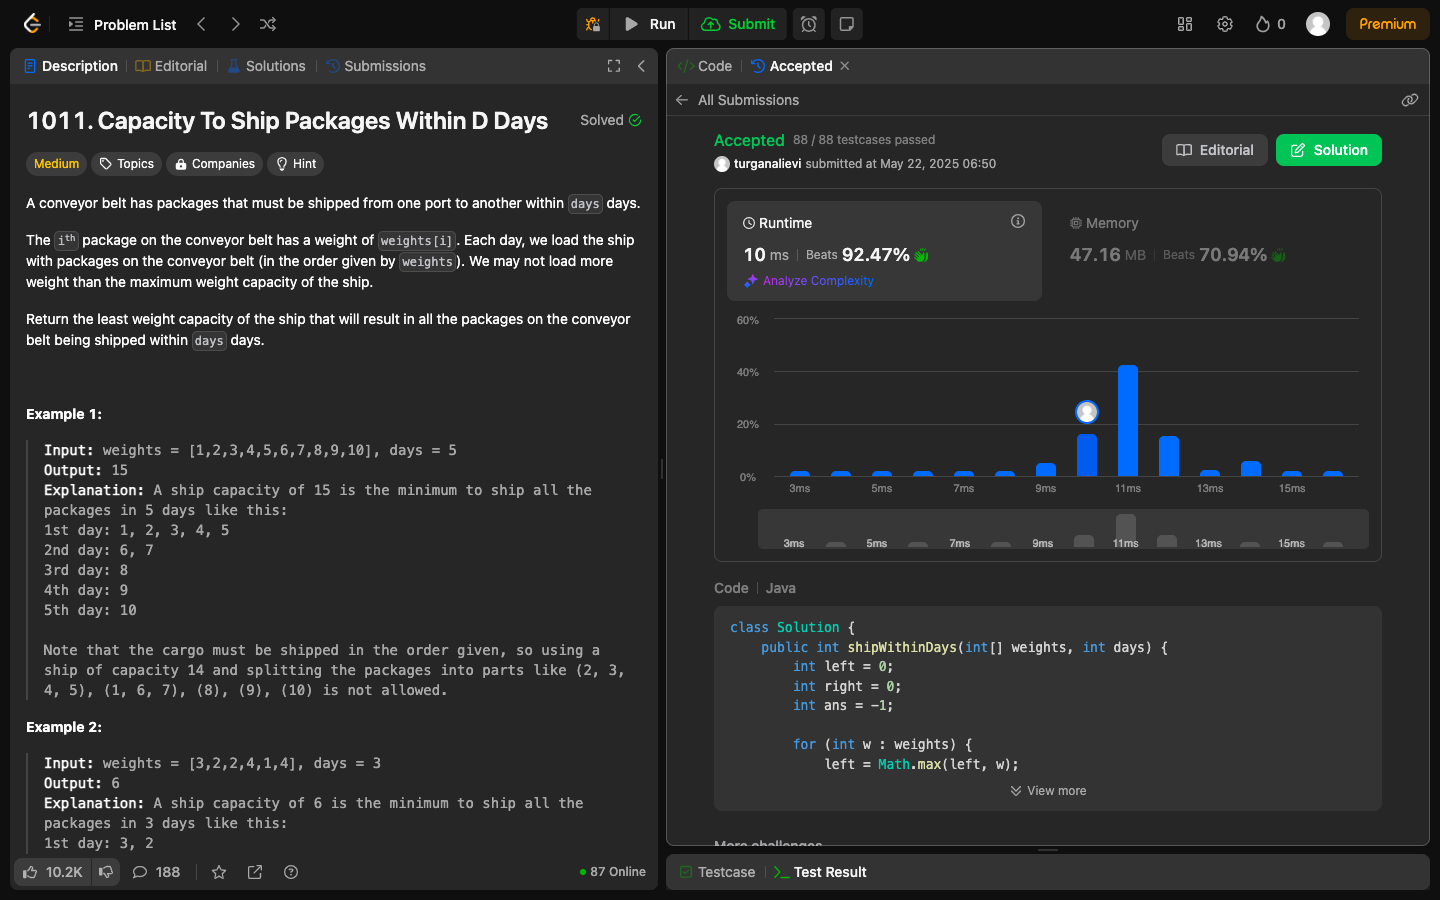 Problem List
Run
Submit
0
Premium
Description
Editorial
Solutions
Submissions
1011. Capacity To Ship Packages Within D Days
Solved
Medium
Topics
Companies
Hint
A conveyor belt has packages that must be shipped from one port to another within days days.
The ith package on the conveyor belt has a weight of weights[i]. Each day, we load the ship
with packages on the conveyor belt (in the order given by weights). We may not load more
weight than the maximum weight capacity of the ship.
Return the least weight capacity of the ship that will result in all the packages on the conveyor
belt being shipped within days days.
Example 1:
Input: weights = [1,2,3,4,5,6,7,8,9,10], days = 5
Output: 15
Explanation: A ship capacity of 15 is the minimum to ship all the
packages in 5 days like this:
1st day: 1, 2, 3, 4, 5
2nd day: 6, 7
3rd day: 8
4th day: 9
5th day: 10
Note that the cargo must be shipped in the order given, so using a
ship of capacity 14 and splitting the packages into parts like (2, 3,
4, 5), (1, 6, 7), (8), (9), (10) is not allowed.
Example 2:
Input: weights = [3,2,2,4,1,4], days = 3
Output: 6
Explanation: A ship capacity of 6 is the minimum to ship all the
packages in 3 days like this:
1st day: 3, 2
10.2K
188
87 Online
Code
Accepted
All Submissions
Accepted 88 / 88 testcases passed
turganalievi submitted at May 22, 2025 06:50
Editorial
Solution
Runtime
10 ms Beats 92.47%
Analyze Complexity
Memory
47.16 MB Beats 70.94%
60%
40%
20%
0%
3ms 5ms 7ms 9ms 11ms 13ms 15ms
3ms 5ms 7ms 9ms 11ms 13ms 15ms
Code Java
class Solution {
public int shipWithinDays(int[] weights, int days) {
int left = 0;
int right = 0;
int ans = -1;
for (int w : weights) {
left = Math.max(left, w);
View more
More challenges
Testcase
Test Result